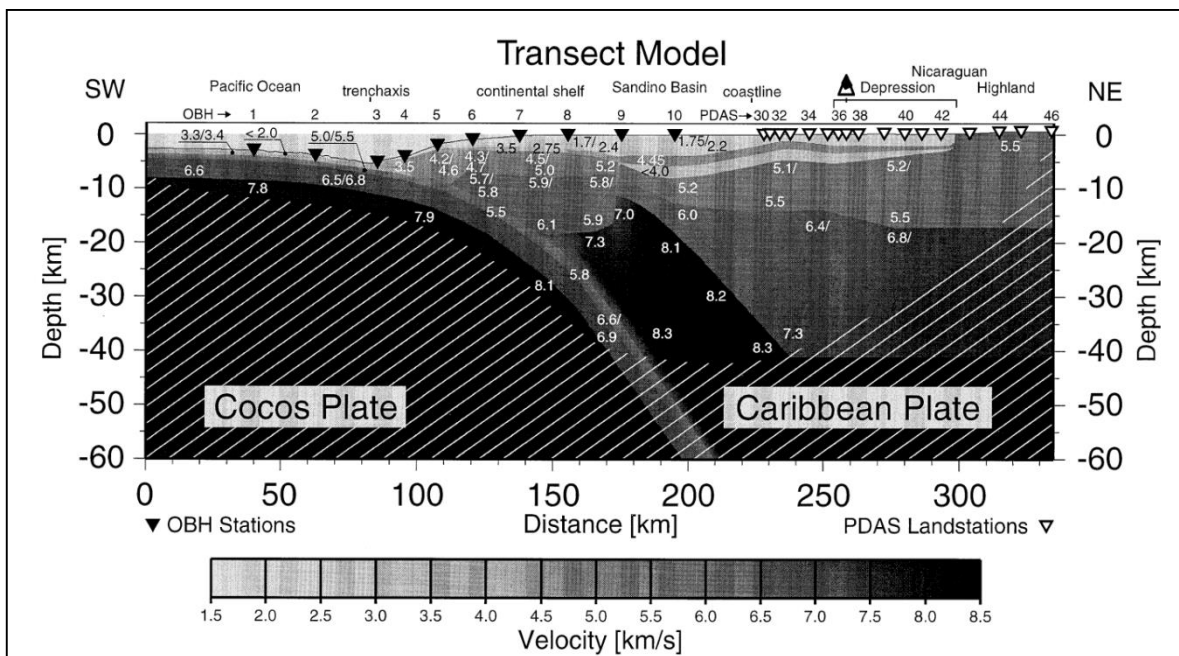 Transect Model
Nicaraguan
SW Pacific Ocean trenchaxis continental shelf Sandino Basin coastline Depression Highland NE
OBH → 1 2 3 4 5 6 7 8 9 10 PDAS→30 32 34 36 38 40 42 44 46
0 3.3/3.4 < 2.0 5.0/5.5 3.5 2.75 1.7/ 2.4 1.75/2.2 5.5 0
3.5 4.2/ 4.6 4.3/ 4.7/ 4.5/ 5.0 5.2 4.45 <4.0 5.1/ 5.2/
-10 6.6 7.8 6.5/6.8 5.7/ 5.8 5.9/ 5.8/ 5.2 -10
7.9 5.5 6.1 5.9 7.0 6.0 5.5 6.4/ 5.5 6.8/
-20 7.3 8.1 -20
5.8
-30 8.1 8.2 -30
6.6/ 6.9 8.3 8.3 7.3
-40 -40
-50 Cocos Plate Caribbean Plate -50
-60 -60
Depth [km]
Depth [km]
0 50 100 150 200 250 300
▼ OBH Stations Distance [km] PDAS Landstations ▽
1.5 2.0 2.5 3.0 3.5 4.0 4.5 5.0 5.5 6.0 6.5 7.0 7.5 8.0 8.5
Velocity [km/s]